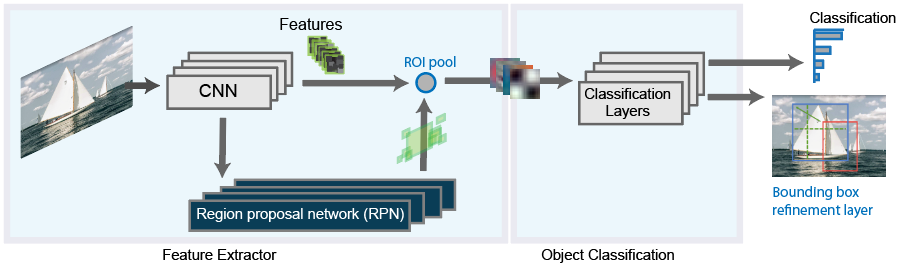 Features
Classification
ROI pool
CNN
Classification
Layers
Region proposal network (RPN)
Bounding box
refinement layer
Feature Extractor
Object Classification